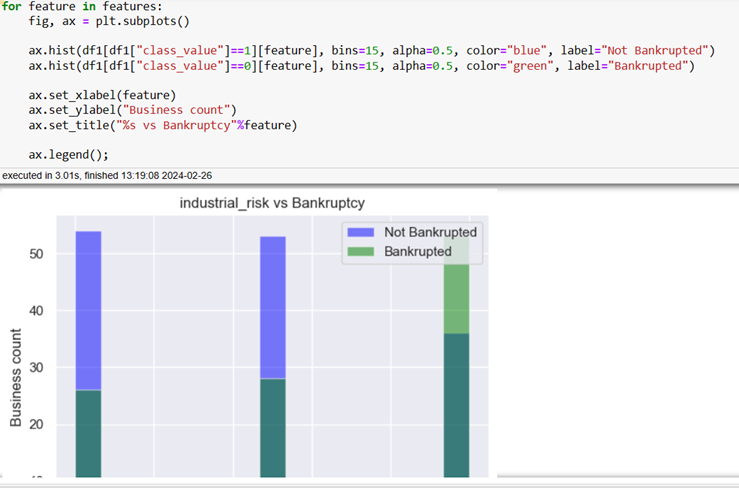 for feature in features:
fig, ax = plt.subplots()
ax.hist(df1[df1["class_value"]==1][feature], bins=15, alpha=0.5, color="blue", label="Not Bankrupted")
ax.hist(df1[df1["class_value"]==0][feature], bins=15, alpha=0.5, color="green", label="Bankrupted")
ax.set_xlabel(feature)
ax.set_ylabel("Business count")
ax.set_title("%s vs Bankruptcy"%feature)
ax.legend();
executed in 3.01s, finished 13:19:08 2024-02-26
industrial_risk vs Bankruptcy
Not Bankrupted
Bankrupted
50
40
30
20
Business count